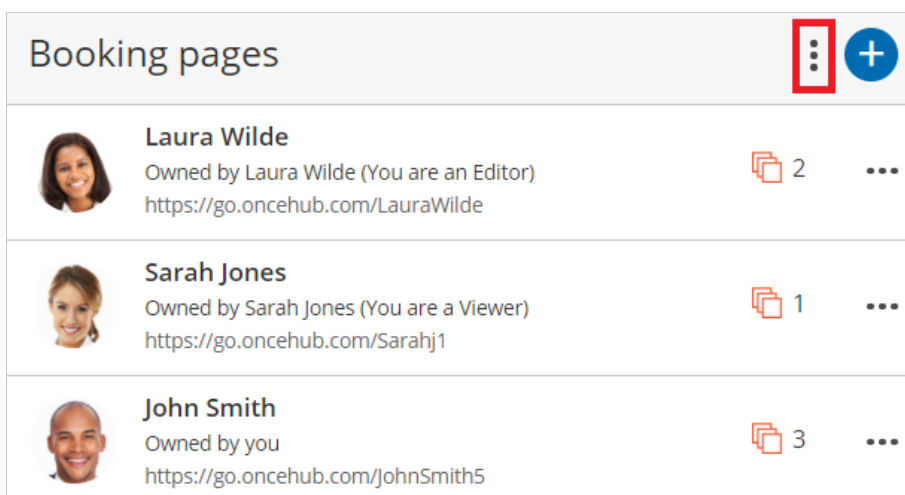 Booking pages
Laura Wilde
Owned by Laura Wilde (You are an Editor)
2
https://go.oncehub.com/LauraWilde
Sarah Jones
Owned by Sarah Jones (You are a Viewer)
1
https://go.oncehub.com/Sarahj1
John Smith
Owned by you
3
https://go.oncehub.com/JohnSmith5